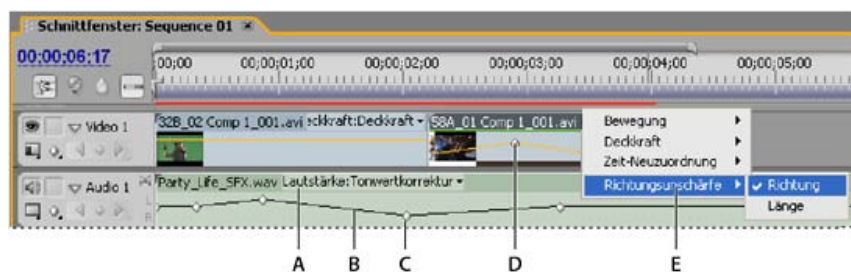 Schnittfenster: Sequence 01
00:00:06:17
;00;00 00;00;01;00 00;00;02;00 00;00;03;00 00;00;04;00 00;00;05;00
Video 1
32B_02 Comp 1_001.avi :ckkraft:Deckkraft
58A_01 Comp 1_001.avi
Bewegung
Deckkraft
Zeit-Neuzuordnung
Richtungsunschärfe
Richtung
Länge
Audio 1
L
R
Party_Life_SFX.wav Lautstärke:Tonwertkorrektur
A B C D E